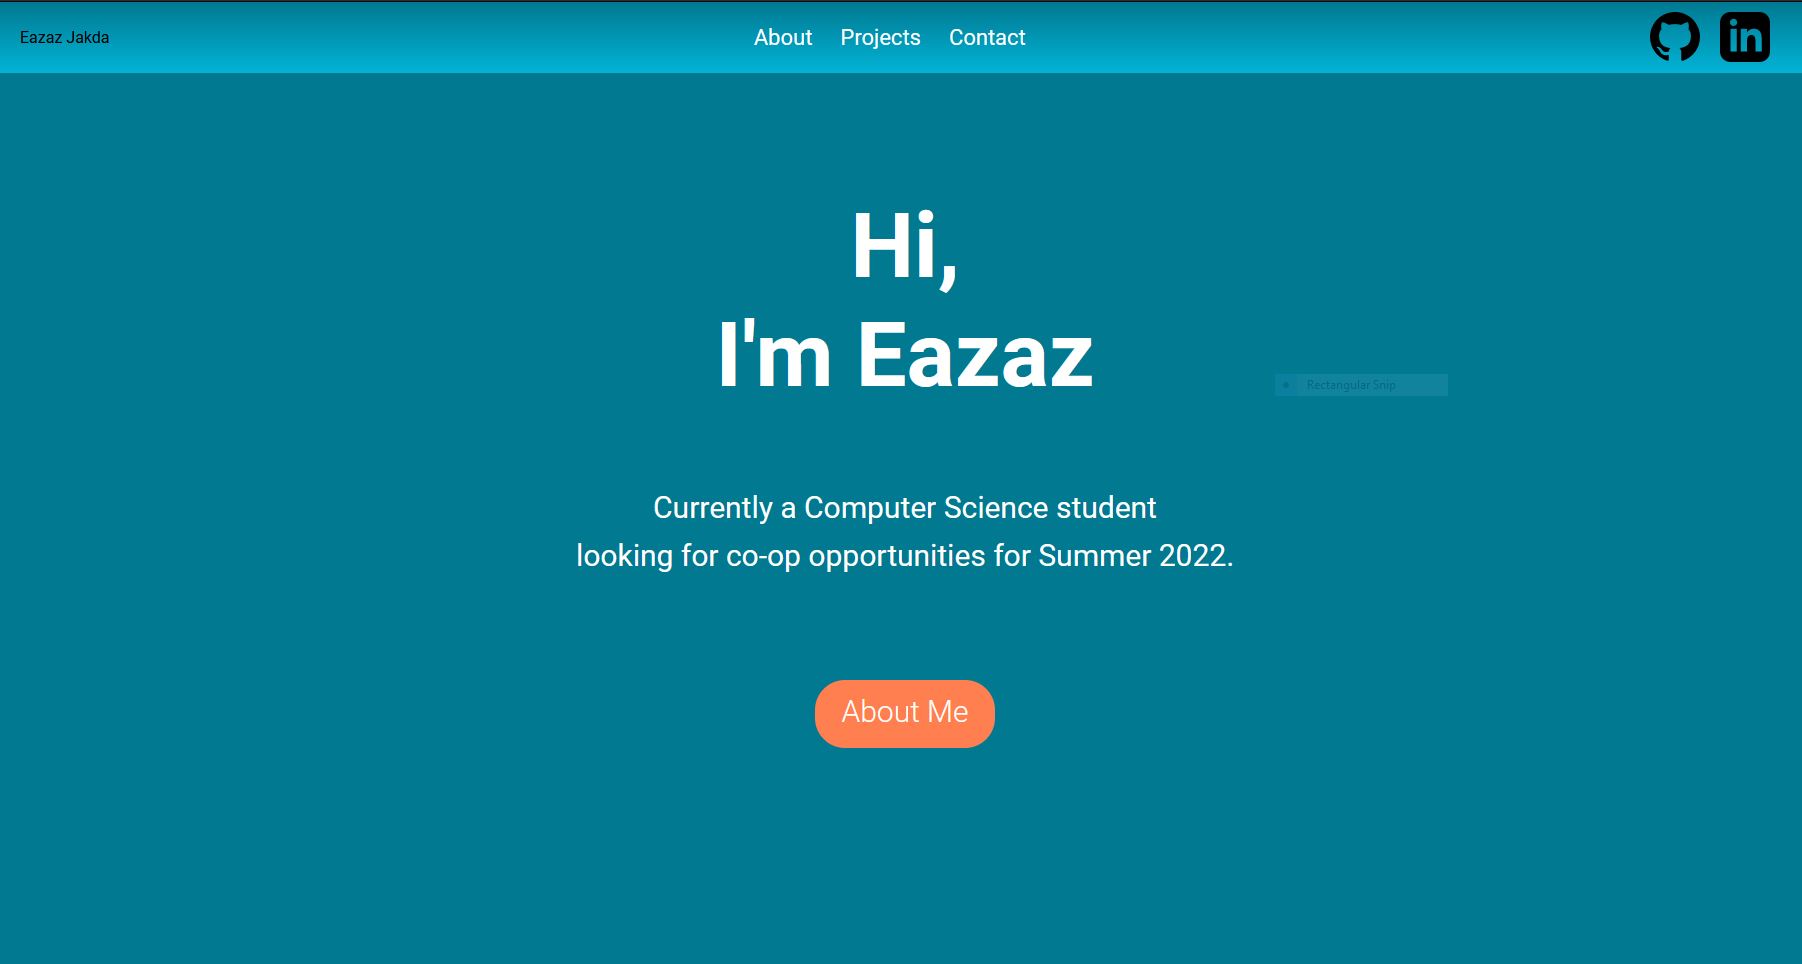 Eazaz Jakda
About Projects Contact
in
Hi,
I'm Eazaz
Rectangular Snip
Currently a Computer Science student
looking for co-op opportunities for Summer 2022.
About Me